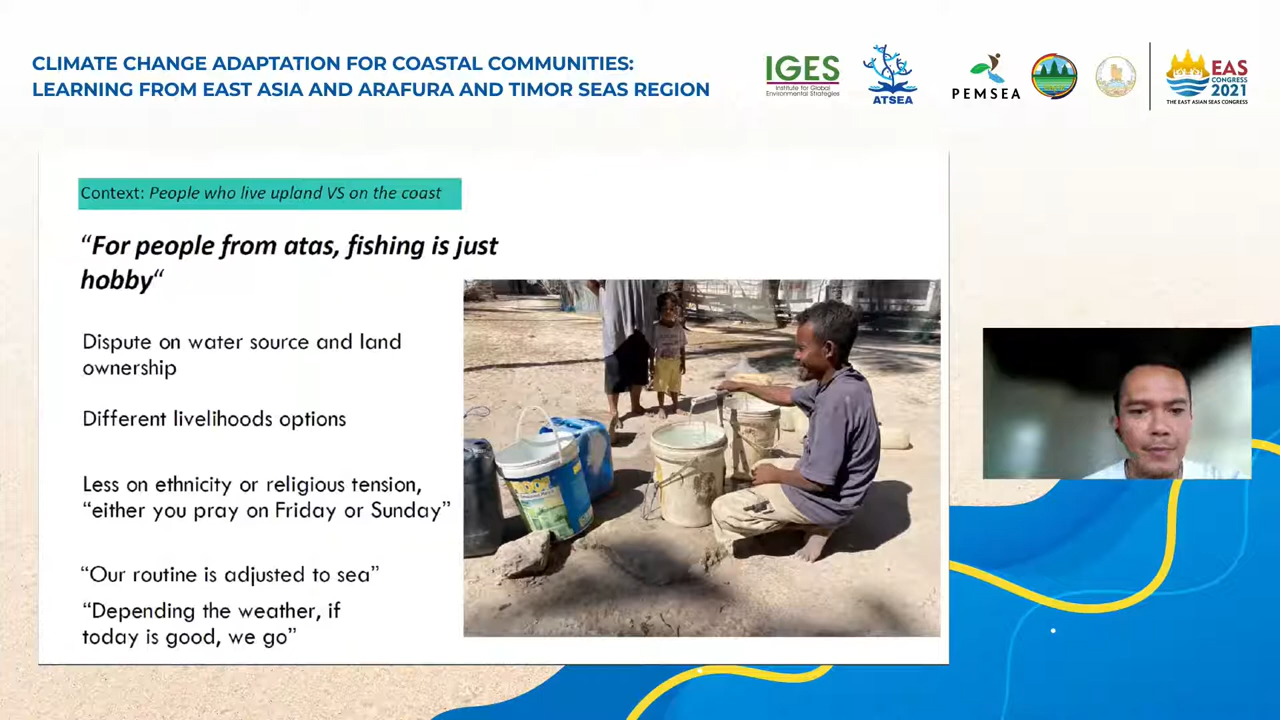 CLIMATE CHANGE ADAPTATION FOR COASTAL COMMUNITIES:
LEARNING FROM EAST ASIA AND ARAFURA AND TIMOR SEAS REGION
IGES
Institute for Global
Environmental Strategies
ATSEA
PEMSEA
EAS
CONGRESS
2021
THE EAST ASIAN SEAS CONGRESS
Context: People who live upland VS on the coast
“For people from atas, fishing is just
hobby“
Dispute on water source and land
ownership
Different livelihoods options
Less on ethnicity or religious tension,
“either you pray on Friday or Sunday”
“Our routine is adjusted to sea”
“Depending the weather, if
today is good, we go”